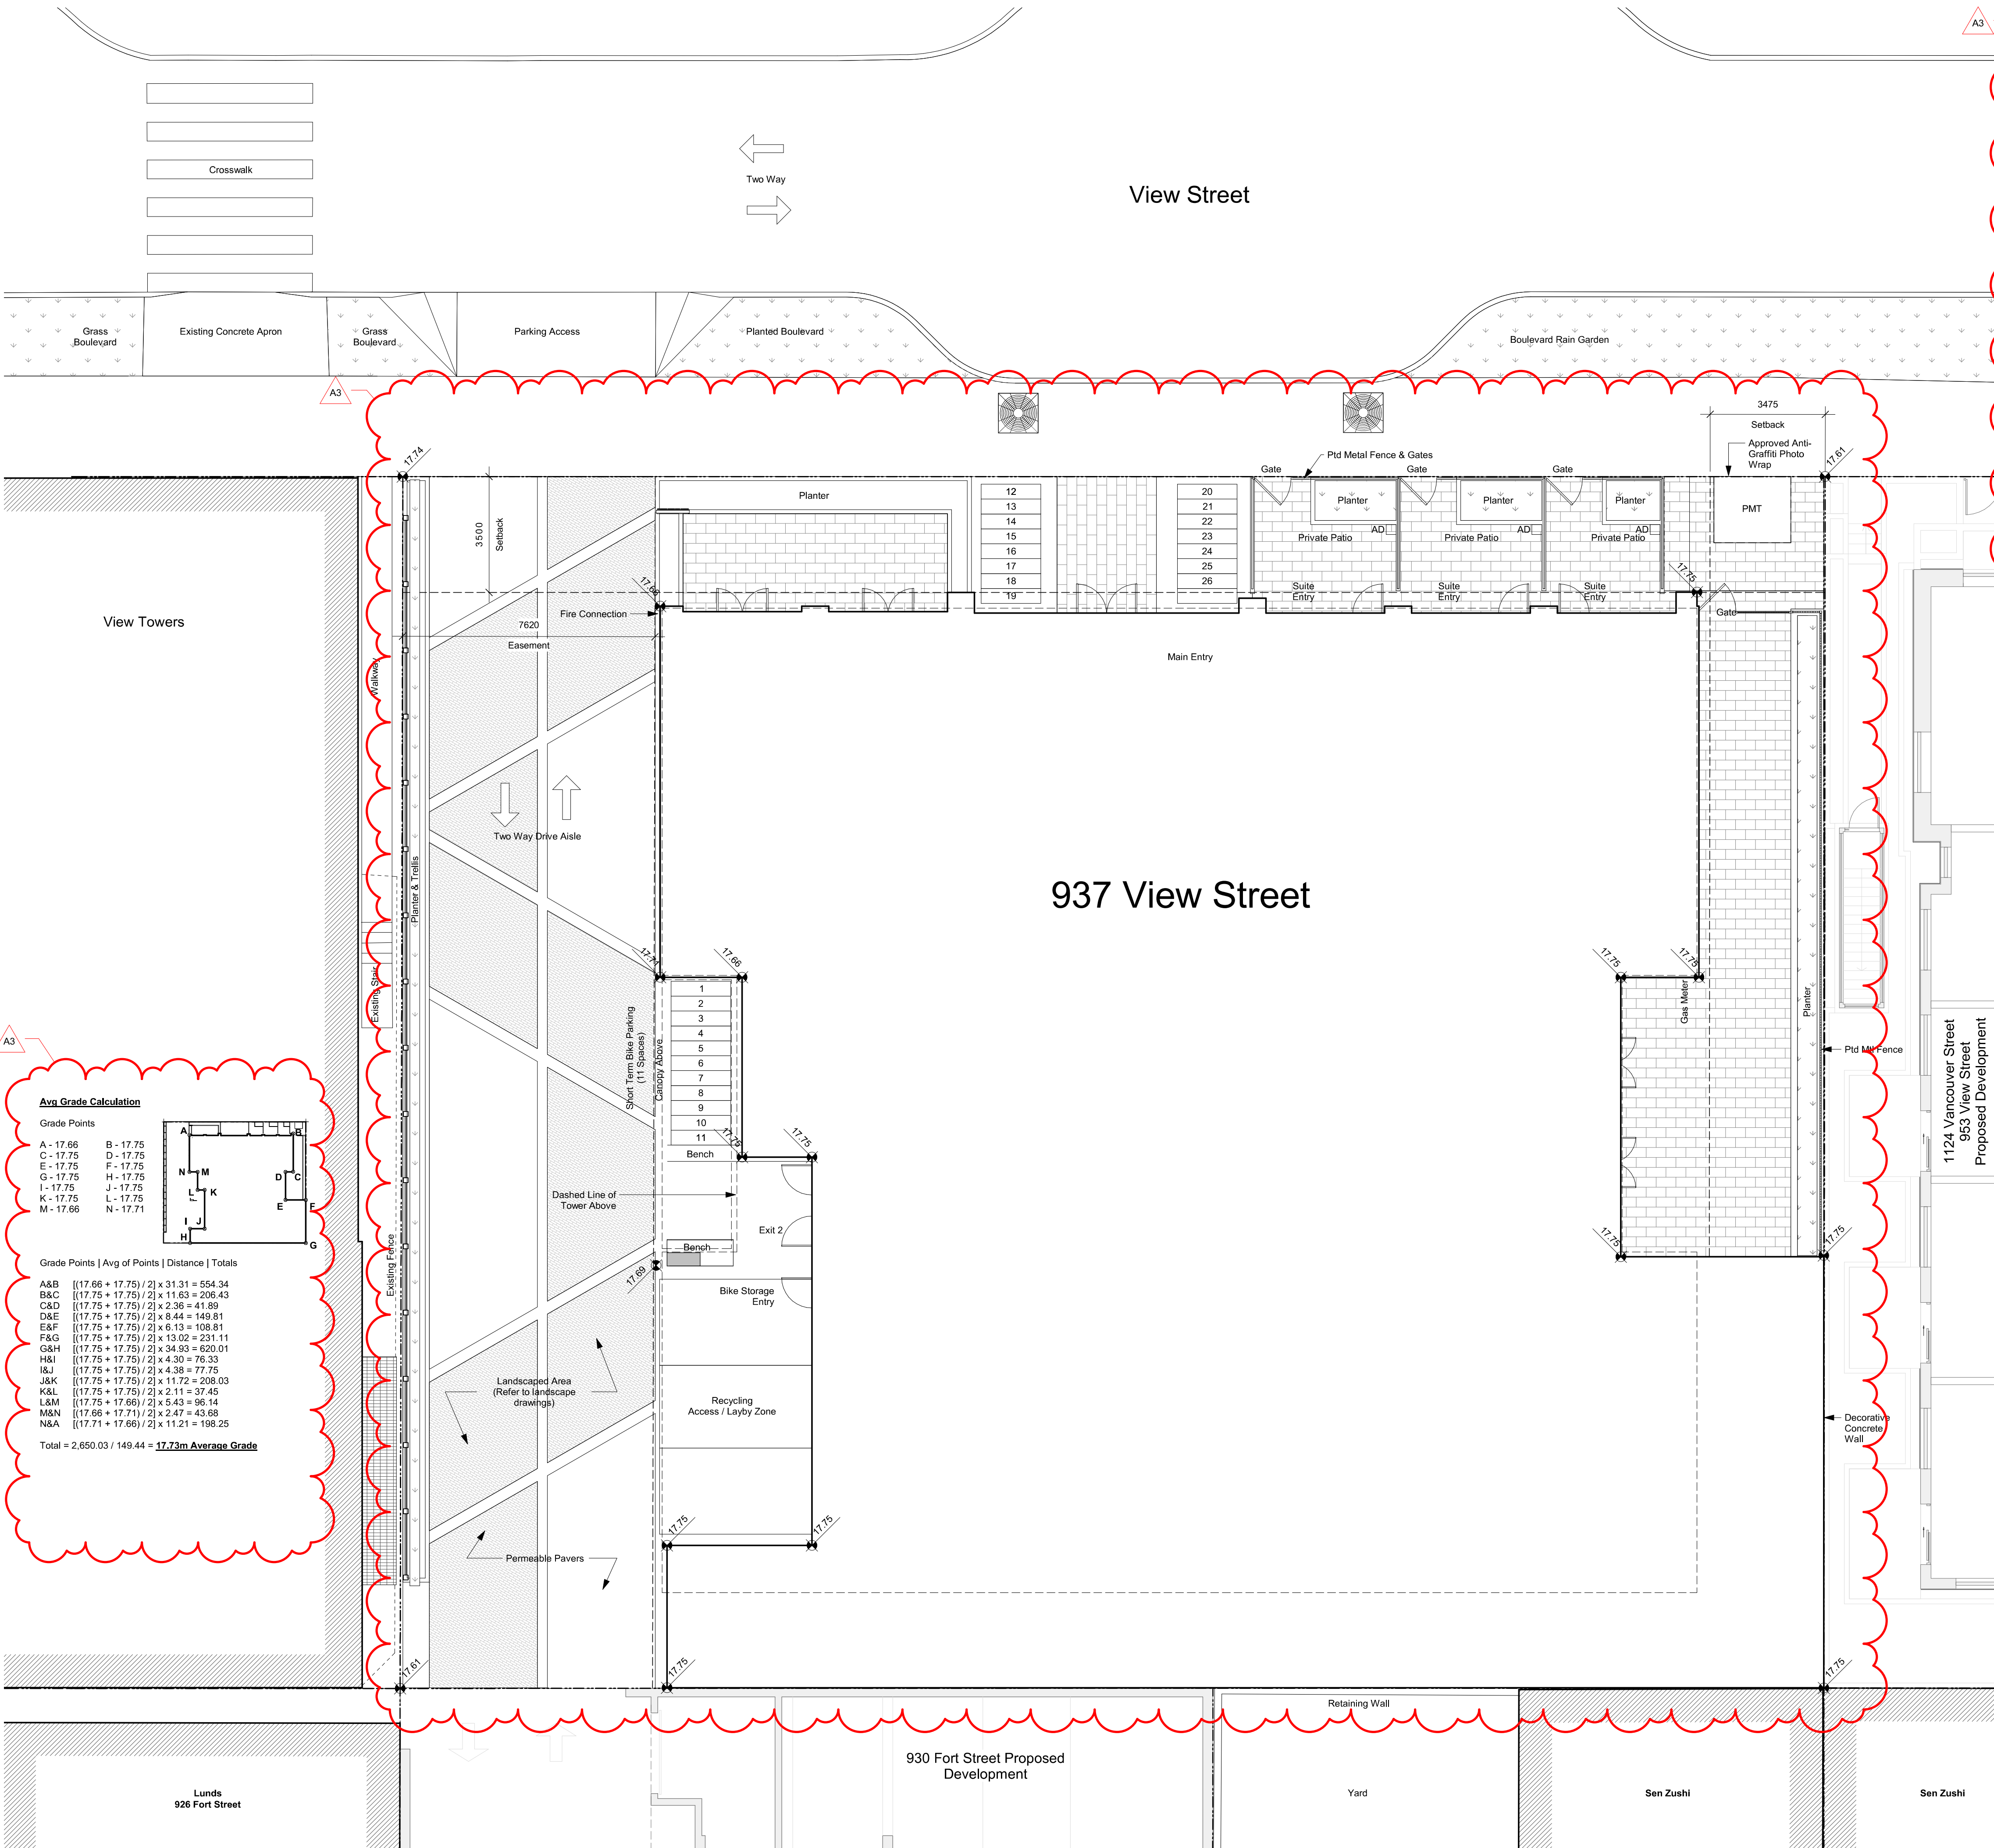 A3
Crosswalk
Two Way
View Street
Grass
Boulevard
Existing Concrete Apron
Grass
Boulevard
Parking Access
Planted Boulevard
Boulevard Rain Garden
A3
3475
Setback
Approved Anti-
Graffiti Photo
Wrap
17.74
17.61
Ptd Metal Fence & Gates
Gate
Gate
Gate
3500
Setback
Planter
12
13
14
15
16
17
18
19
20
21
22
23
24
25
26
Planter
Planter
Planter
PMT
AD
AD
AD
Private Patio
Private Patio
Private Patio
17.66
17.75
Suite
Entry
Suite
Entry
Suite
Entry
Gate
Fire Connection
7620
Easement
View Towers
Walkway
Main Entry
Two Way Drive Aisle
Planter & Trellis
937 View Street
17.71
17.66
17.75
17.75
Existing Stair
Short Term Bike Parking
(11 Spaces)
Canopy Above
1
2
3
4
5
6
7
8
9
10
11
Bench
17.75
17.75
Gas Meter
Planter
Ptd Mtl Fence
1124 Vancouver Street
953 View Street
Proposed Development
Dashed Line of
Tower Above
Exit 2
Bench
17.69
17.75
17.75
Existing Fence
Bike Storage
Entry
Landscaped Area
(Refer to landscape
drawings)
Recycling
Access / Layby Zone
Decorative
Concrete
Wall
17.75
17.75
Permeable Pavers
17.61
17.75
17.75
A3
Avg Grade Calculation
Grade Points
A - 17.66 B - 17.75
C - 17.75 D - 17.75
E - 17.75 F - 17.75
G - 17.75 H - 17.75
I - 17.75 J - 17.75
K - 17.75 L - 17.75
M - 17.66 N - 17.71
A
B
N
M
D
C
L
K
E
F
I
J
H
G
Grade Points | Avg of Points | Distance | Totals
A&B [(17.66 + 17.75) / 2] x 31.31 = 554.34
B&C [(17.75 + 17.75) / 2] x 11.63 = 206.43
C&D [(17.75 + 17.75) / 2] x 2.36 = 41.89
D&E [(17.75 + 17.75) / 2] x 8.44 = 149.81
E&F [(17.75 + 17.75) / 2] x 6.13 = 108.81
F&G [(17.75 + 17.75) / 2] x 13.02 = 231.11
G&H [(17.75 + 17.75) / 2] x 34.93 = 620.01
H&I [(17.75 + 17.75) / 2] x 4.30 = 76.33
I&J [(17.75 + 17.75) / 2] x 4.38 = 77.75
J&K [(17.75 + 17.75) / 2] x 11.72 = 208.03
K&L [(17.75 + 17.75) / 2] x 2.11 = 37.45
L&M [(17.75 + 17.66) / 2] x 5.43 = 96.14
M&N [(17.66 + 17.71) / 2] x 2.47 = 43.68
N&A [(17.71 + 17.66) / 2] x 11.21 = 198.25
Total = 2,650.03 / 149.44 = 17.73m Average Grade
Retaining Wall
930 Fort Street Proposed
Development
Lunds
926 Fort Street
Yard
Sen Zushi
Sen Zushi